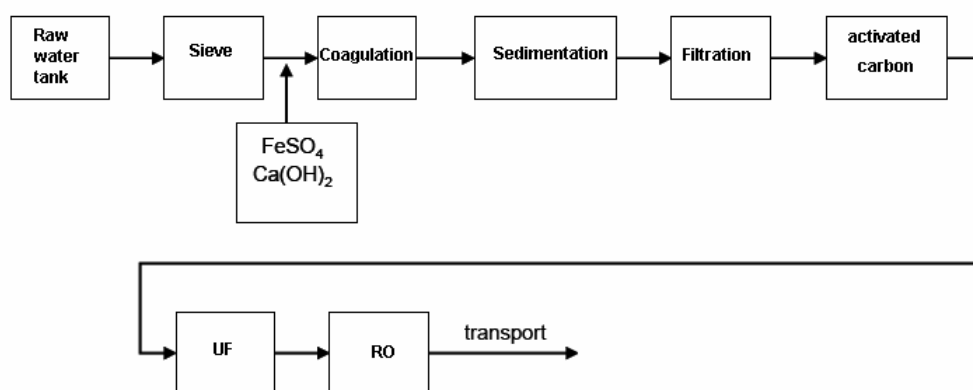 Raw
water
tank
Sieve
Coagulation
Sedimentation
Filtration
activated
carbon
FeSO₄
Ca(OH)₂
UF
RO
transport